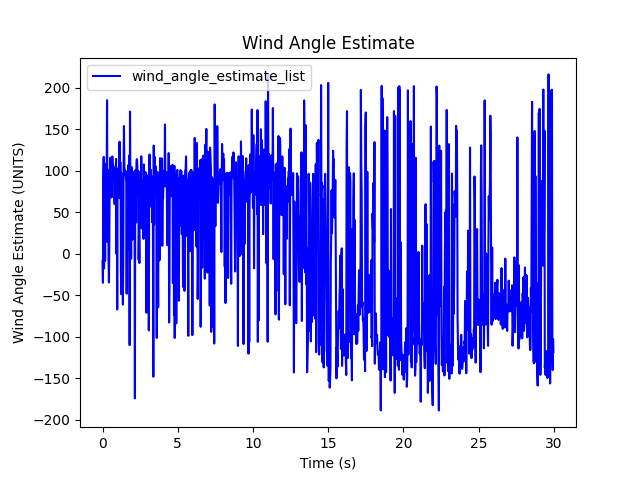 Wind Angle Estimate
wind_angle_estimate_list
Wind Angle Estimate (UNITS)
200
150
100
50
0
−50
−100
−150
−200
0 5 10 15 20 25 30
Time (s)